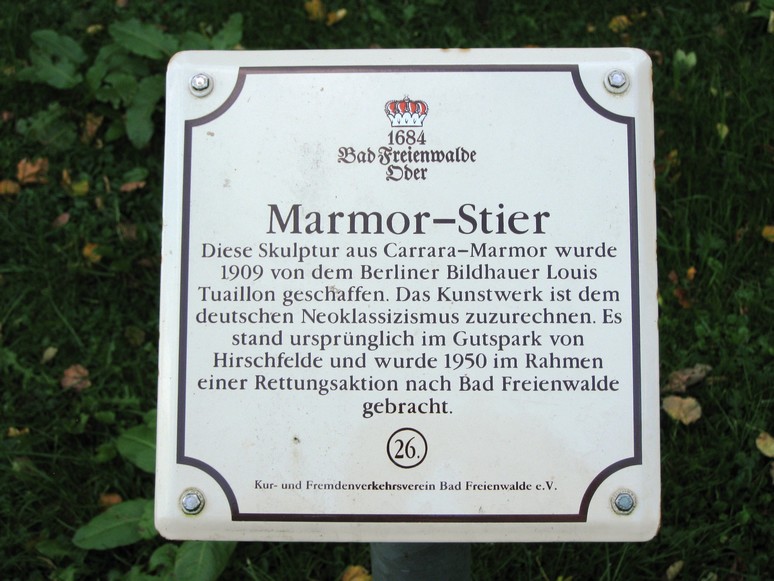 1684
Bad Freienwalde
Oder
Marmor-Stier
Diese Skulptur aus Carrara-Marmor wurde
1909 von dem Berliner Bildhauer Louis
Tuaillon geschaffen. Das Kunstwerk ist dem
deutschen Neoklassizismus zuzurechnen. Es
stand ursprünglich im Gutspark von
Hirschfelde und wurde 1950 im Rahmen
einer Rettungsaktion nach Bad Freienwalde
gebracht.
26.
Kur- und Fremdenverkehrsverein Bad Freienwalde e.V.